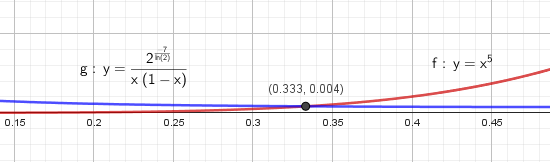 g : y = 2^(-7/ln(2)) / (x (1 − x))
f : y = x⁵
(0.333, 0.004)
0.15 0.2 0.25 0.3 0.35 0.4 0.45